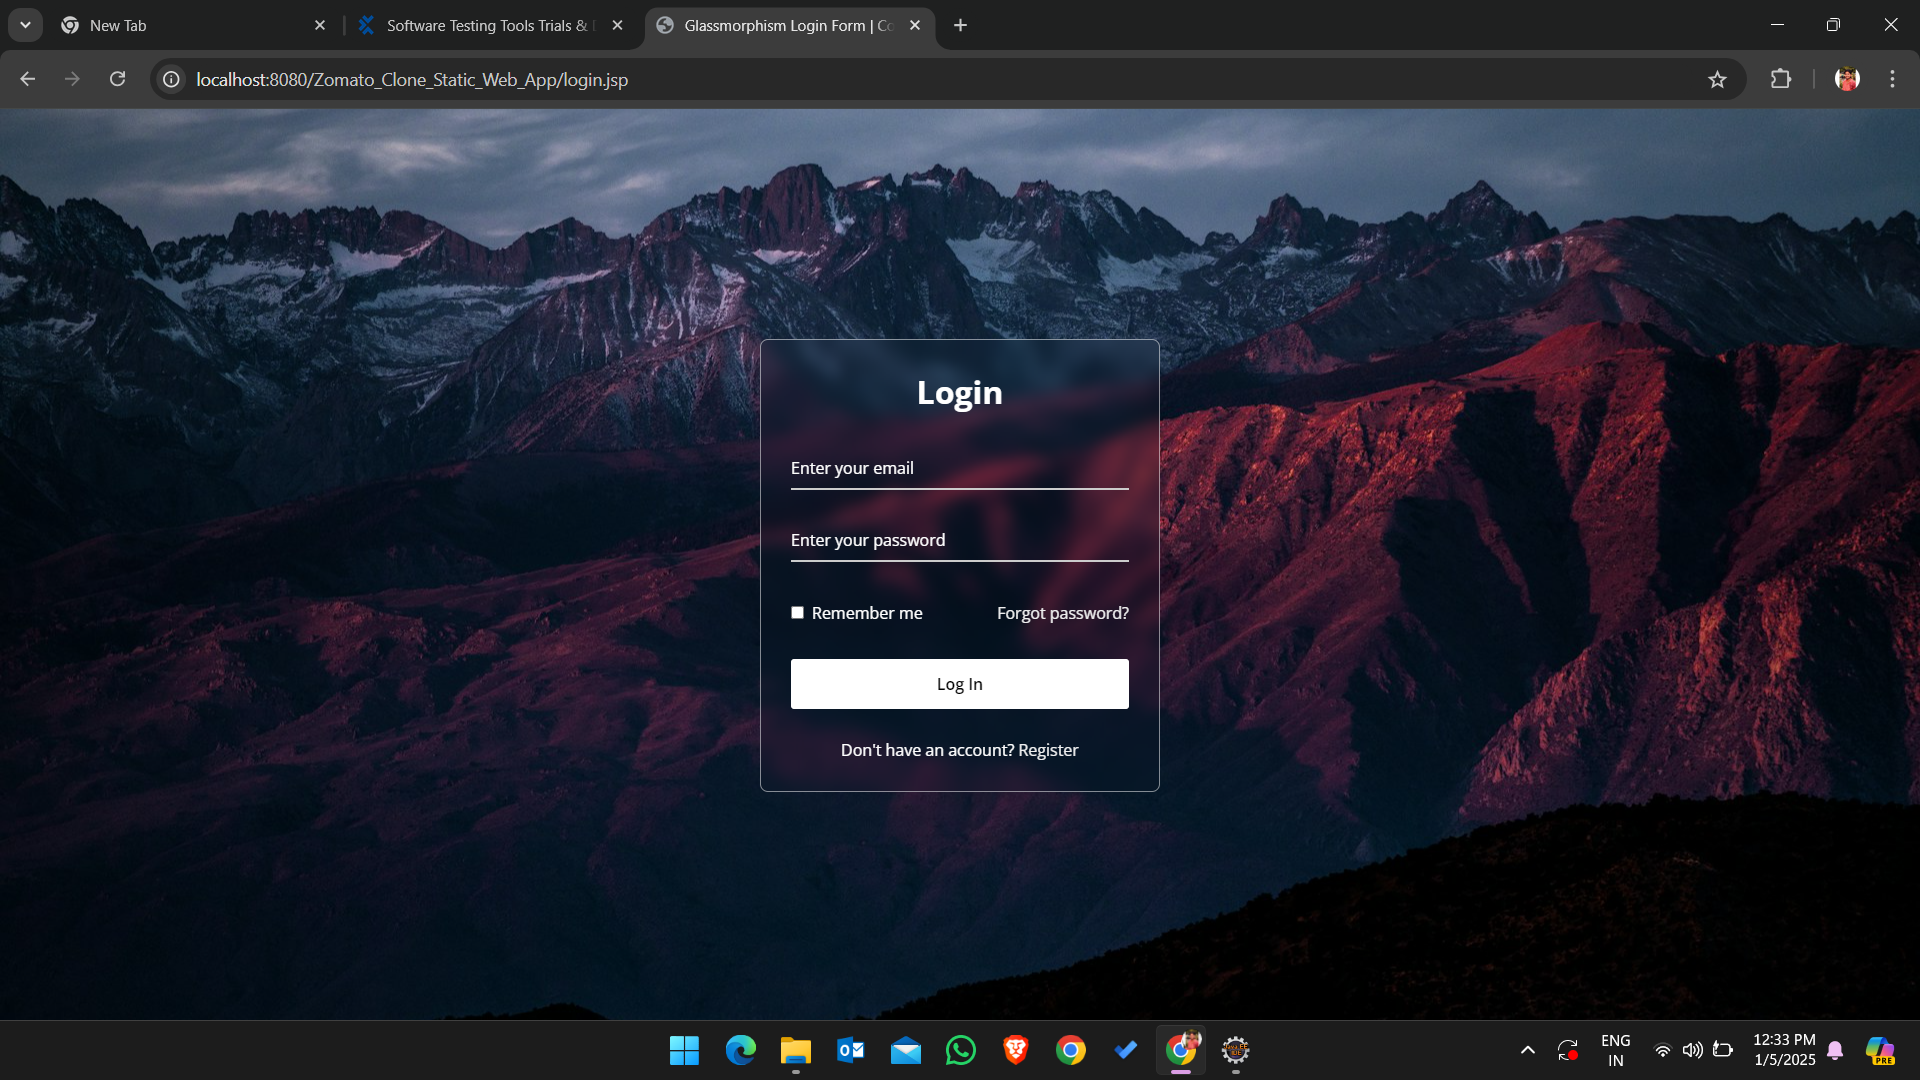 New Tab
Software Testing Tools Trials &
Glassmorphism Login Form | Co
localhost:8080/Zomato_Clone_Static_Web_App/login.jsp
Login
Enter your email
Enter your password
Remember me
Forgot password?
Log In
Don't have an account? Register
ENG
IN
12:33 PM
1/5/2025
PRE